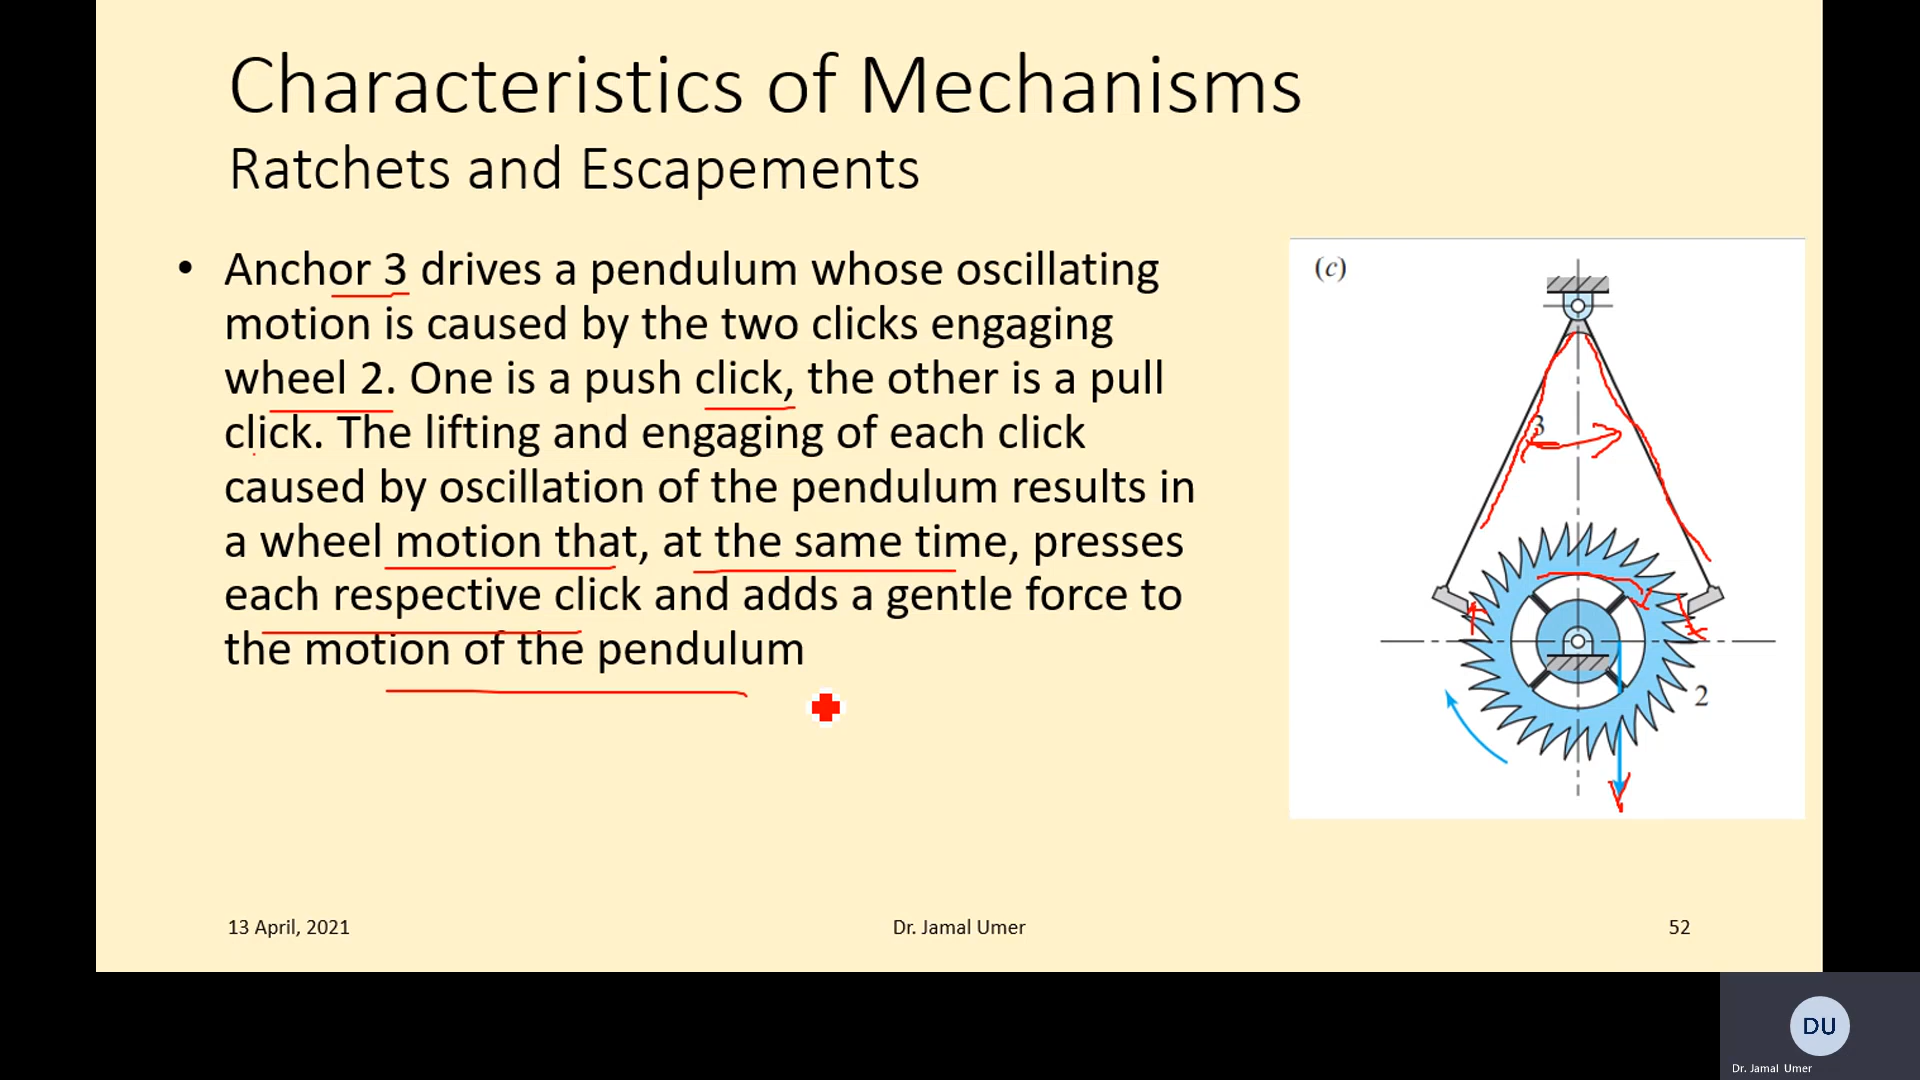 Characteristics of Mechanisms
Ratchets and Escapements
• Anchor 3 drives a pendulum whose oscillating
motion is caused by the two clicks engaging
wheel 2. One is a push click, the other is a pull
click. The lifting and engaging of each click
caused by oscillation of the pendulum results in
a wheel motion that, at the same time, presses
each respective click and adds a gentle force to
the motion of the pendulum
(c)
3
2
13 April, 2021
Dr. Jamal Umer
52
DU
Dr. Jamal Umer